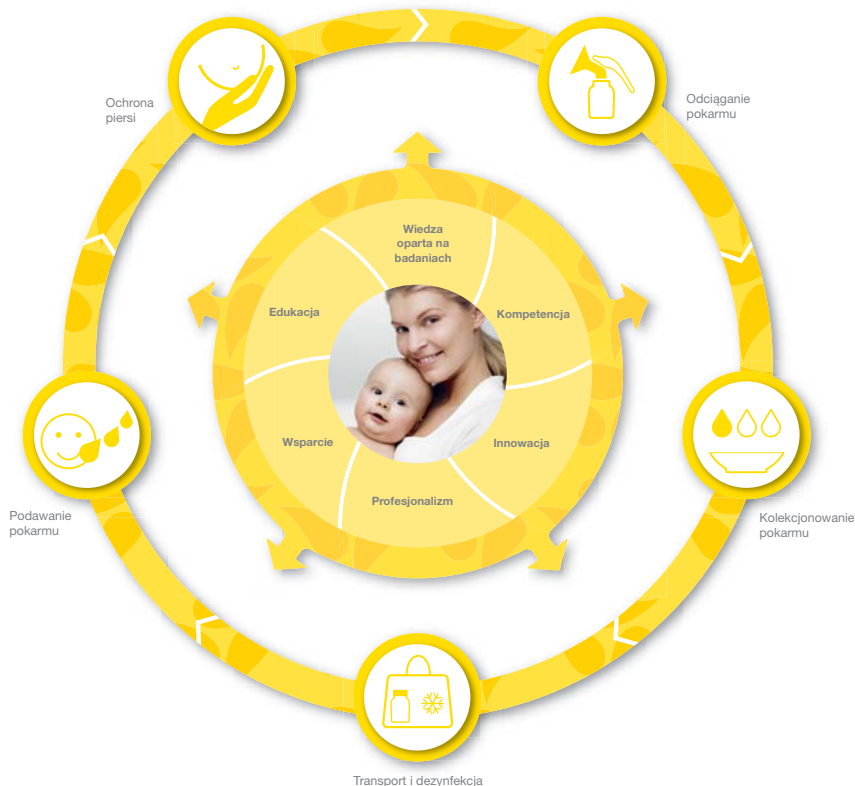 Ochrona
piersi
Odciąganie
pokarmu
Wiedza
oparta na
badaniach
Edukacja
Kompetencja
Wsparcie
Innowacja
Profesjonalizm
Podawanie
pokarmu
Kolekcjonowanie
pokarmu
Transport i dezynfekcja